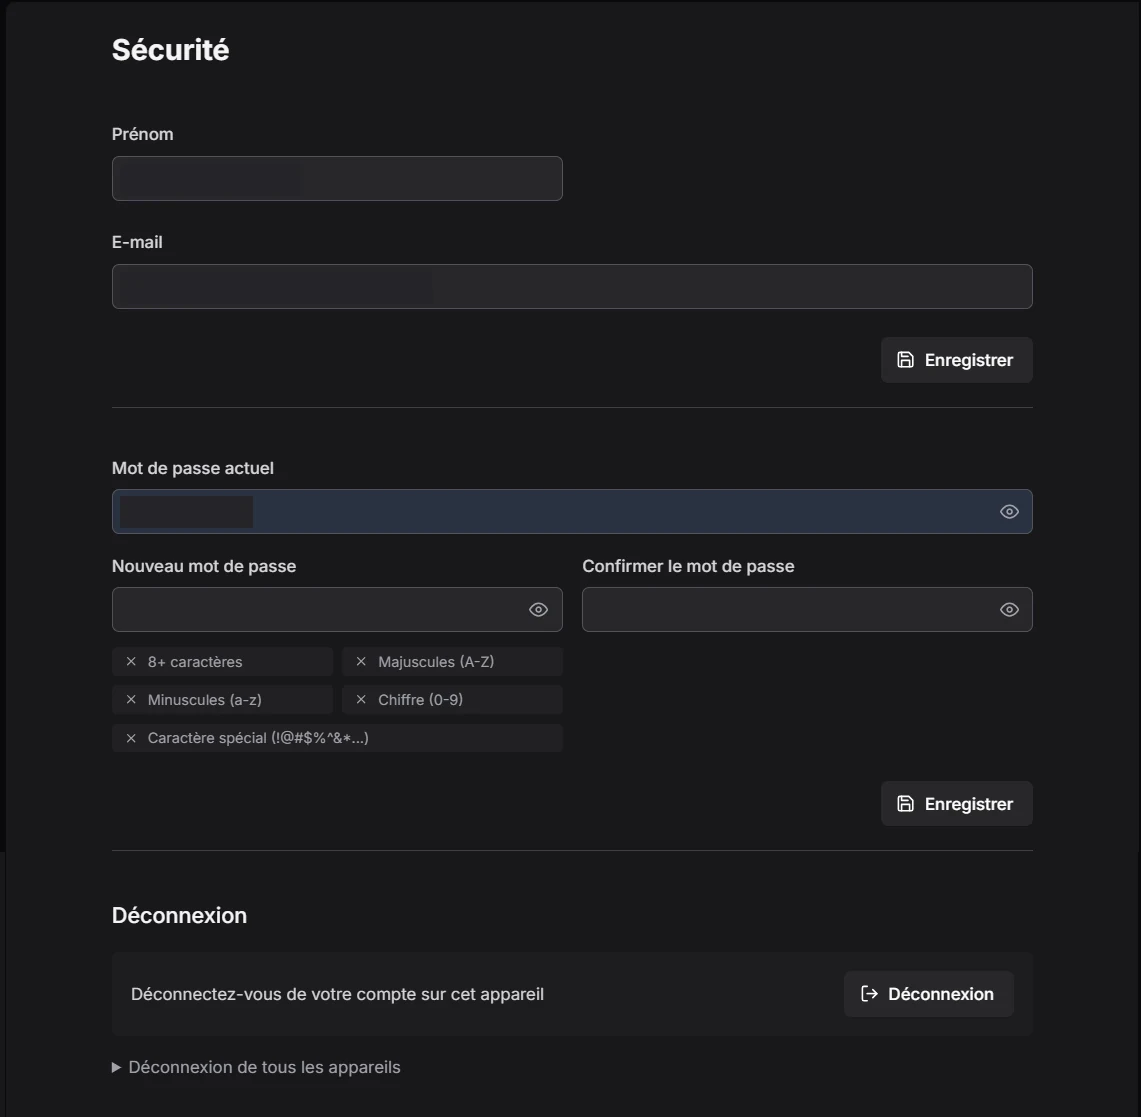 Sécurité
Prénom
E-mail
Enregistrer
Mot de passe actuel
Nouveau mot de passe
Confirmer le mot de passe
8+ caractères
Majuscules (A-Z)
Minuscules (a-z)
Chiffre (0-9)
Caractère spécial (!@#$%^&*...)
Enregistrer
Déconnexion
Déconnectez-vous de votre compte sur cet appareil
Déconnexion
Déconnexion de tous les appareils